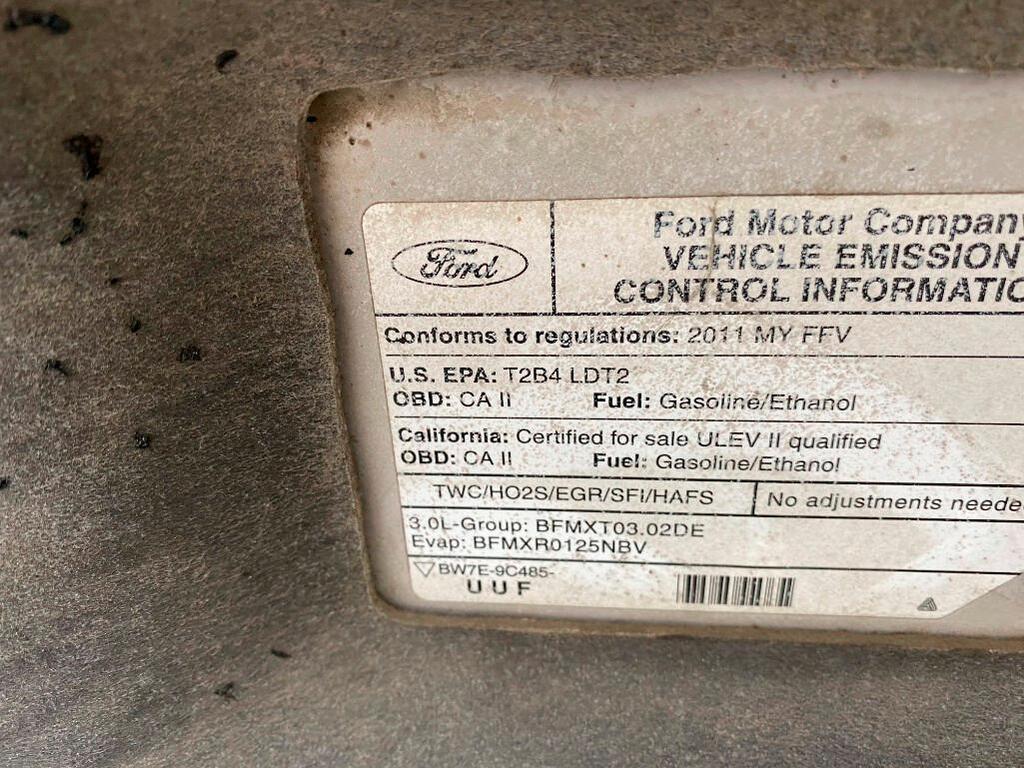 Ford
Ford Motor Company
VEHICLE EMISSION
CONTROL INFORMATIO
Conforms to regulations: 2011 MY FFV
U.S. EPA: T2B4 LDT2
OBD: CA II Fuel: Gasoline/Ethanol
California: Certified for sale ULEV II qualified
OBD: CA II Fuel: Gasoline/Ethanol
TWC/HO2S/EGR/SFI/HAFS No adjustments neede
3.0L-Group: BFMXT03.02DE
Evap: BFMXR0125NBV
BW7E-9C485-
UUF